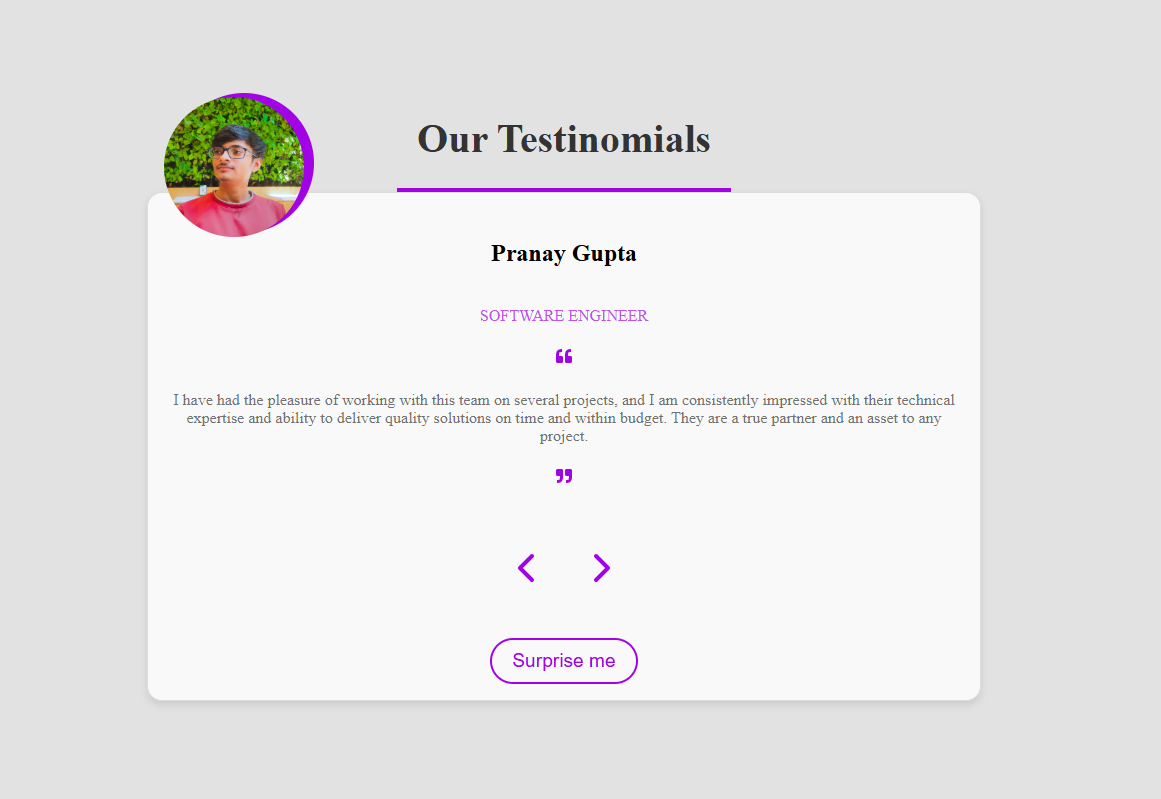 Our Testinomials
Pranay Gupta
SOFTWARE ENGINEER
“
I have had the pleasure of working with this team on several projects, and I am consistently impressed with their technical
expertise and ability to deliver quality solutions on time and within budget. They are a true partner and an asset to any
project.
”
Surprise me